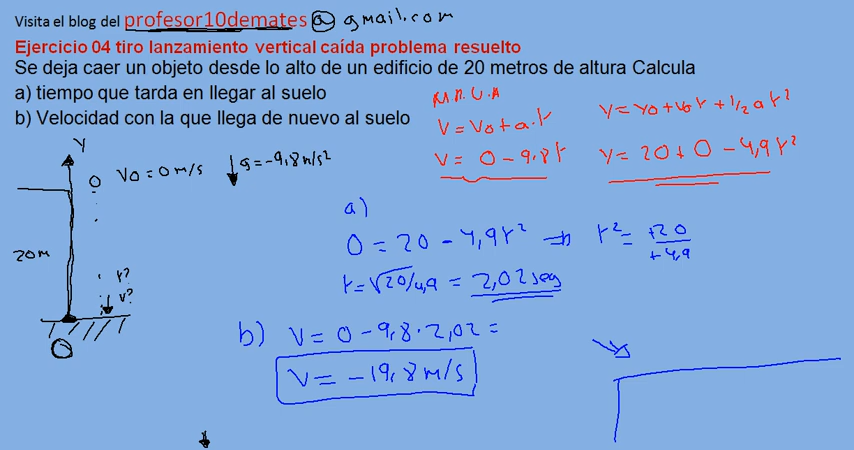 Visita el blog del profesor10demates @ gmail.com
Ejercicio 04 tiro lanzamiento vertical caída problema resuelto
Se deja caer un objeto desde lo alto de un edificio de 20 metros de altura Calcula
a) tiempo que tarda en llegar al suelo
b) Velocidad con la que llega de nuevo al suelo
M.R.U.A
V = V0 + a.t
V = 0 - 9.8t
Y = Y0 + V0t + 1/2 a t²
Y = 20 + 0 - 4,9t²
Y
V0 = 0 m/s
g = -9,8 m/s²
20m
t?
v?
O
a)
0 = 20 - 4,9t² ⇒ t² = +20/+4,9
t = √20/4,9 = 2,02 seg
b) V = 0 - 9,8 · 2,02 =
V = -19,8 m/s